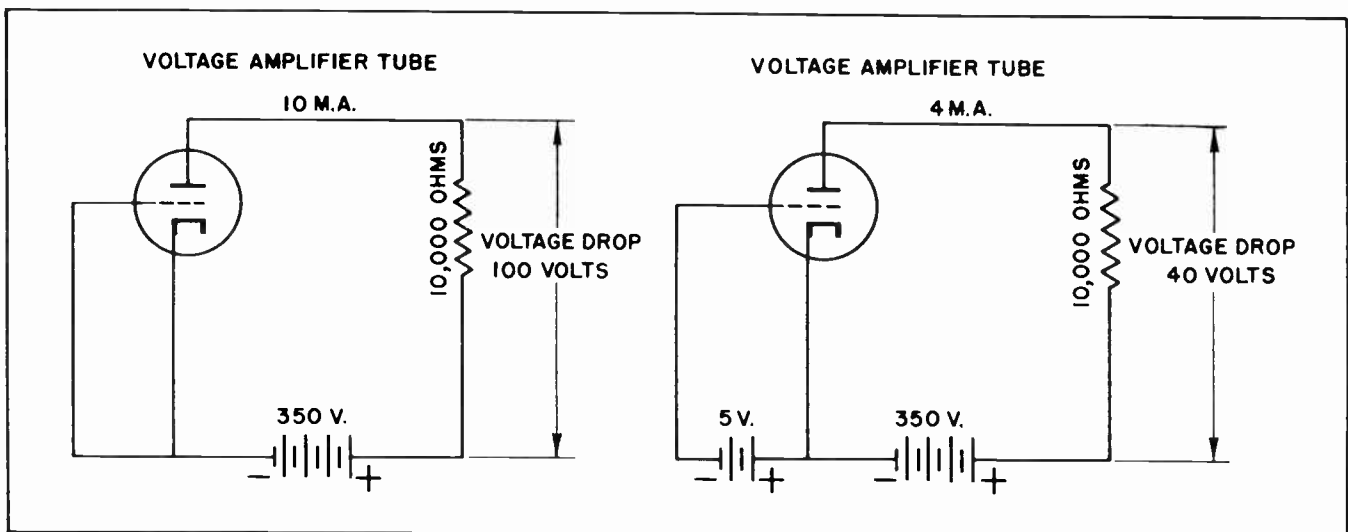 VOLTAGE AMPLIFIER TUBE
10 M.A.
10,000 OHMS
VOLTAGE DROP
100 VOLTS
350 V.
- +
VOLTAGE AMPLIFIER TUBE
4 M.A.
10,000 OHMS
VOLTAGE DROP
40 VOLTS
5 V. 350 V.
- + - +